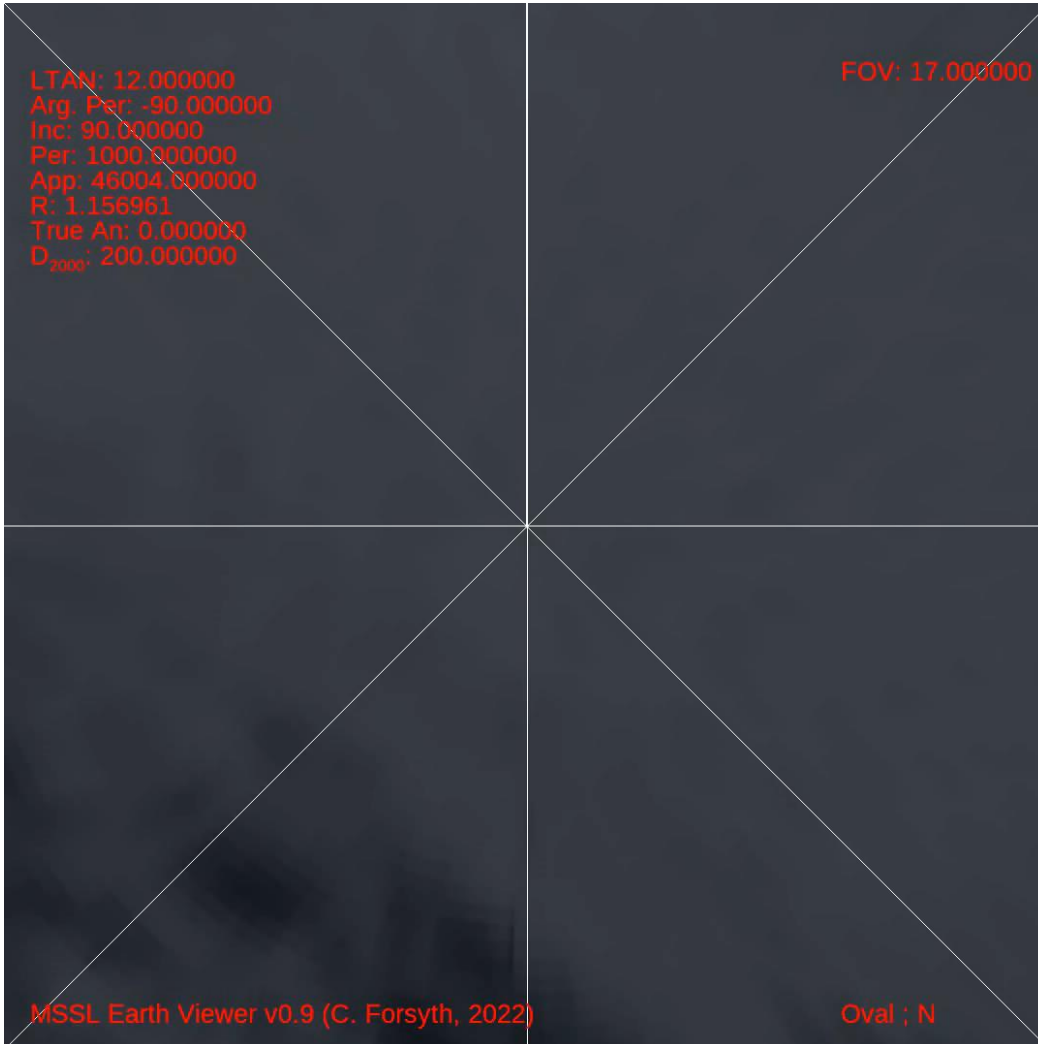 LTAN: 12.000000
FOV: 17.000000
Arg. Per: -90.000000
Inc: 90.000000
Per: 1000.000000
App: 46004.000000
R: 1.156961
True An: 0.000000
D2000: 200.000000
MSSL Earth Viewer v0.9 (C. Forsyth, 2022)
Oval ; N